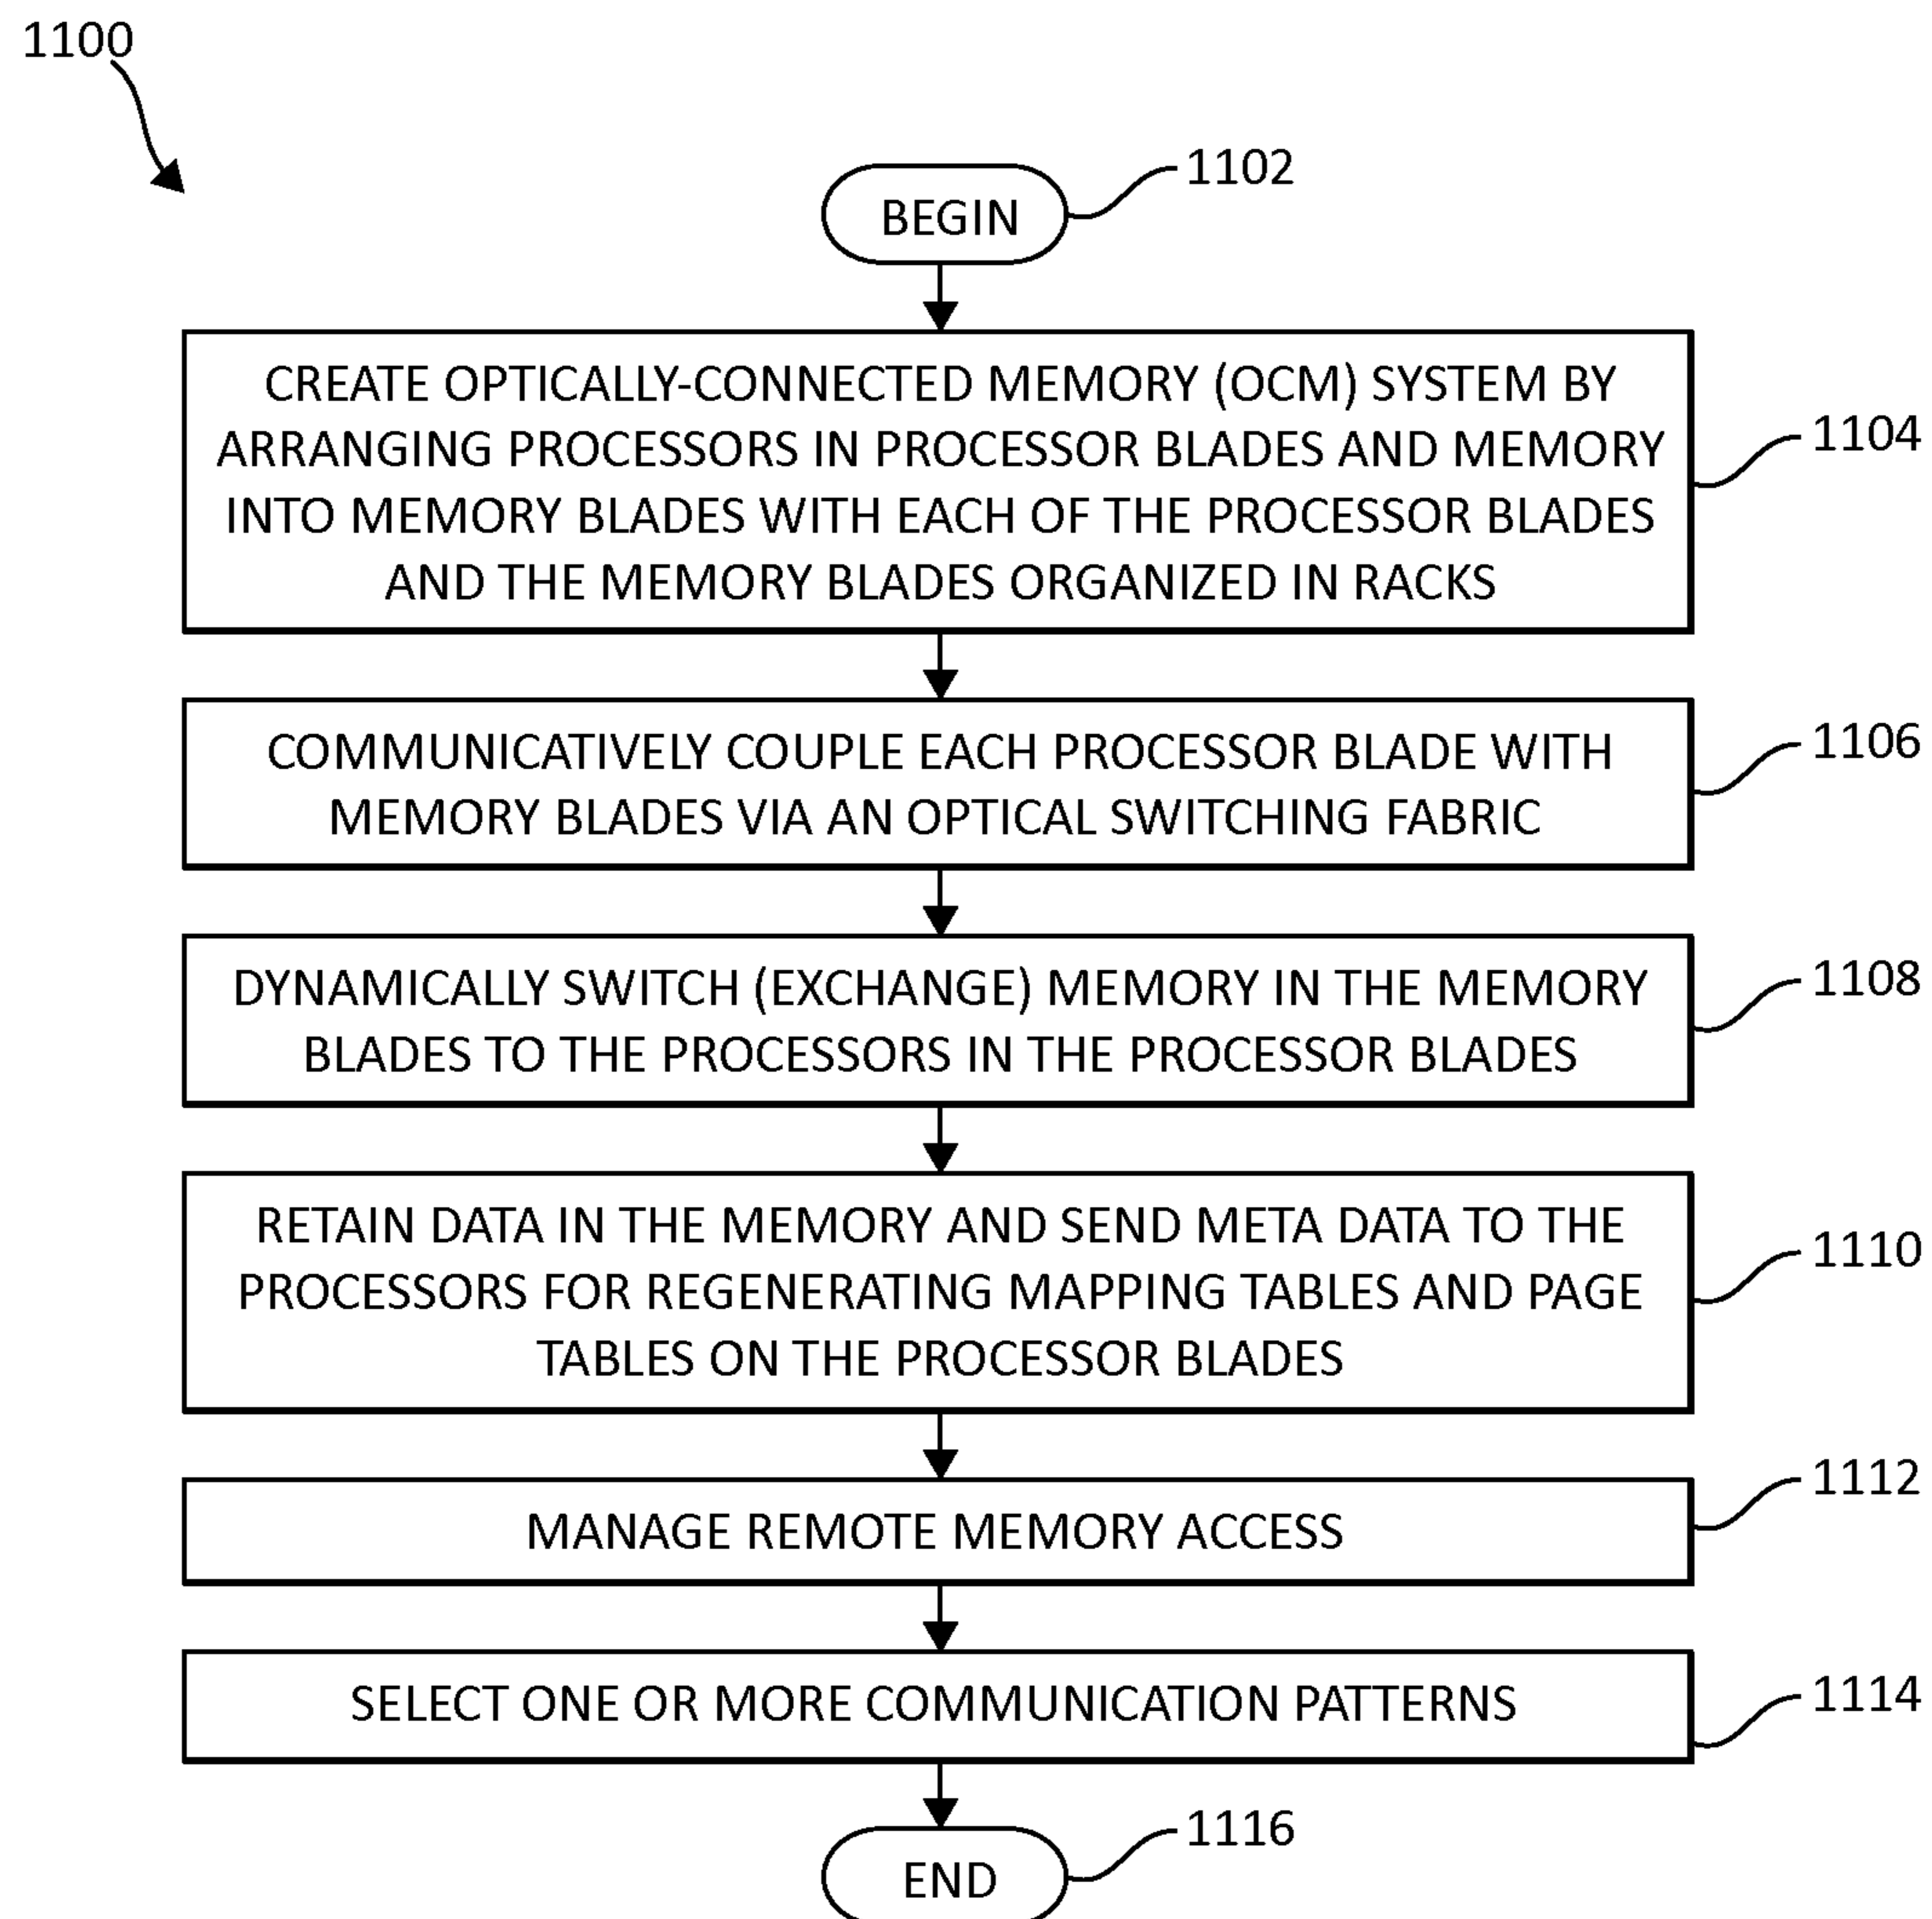 1100
1102
BEGIN
CREATE OPTICALLY-CONNECTED MEMORY (OCM) SYSTEM BY
ARRANGING PROCESSORS IN PROCESSOR BLADES AND MEMORY
INTO MEMORY BLADES WITH EACH OF THE PROCESSOR BLADES
AND THE MEMORY BLADES ORGANIZED IN RACKS
1104
COMMUNICATIVELY COUPLE EACH PROCESSOR BLADE WITH
MEMORY BLADES VIA AN OPTICAL SWITCHING FABRIC
1106
DYNAMICALLY SWITCH (EXCHANGE) MEMORY IN THE MEMORY
BLADES TO THE PROCESSORS IN THE PROCESSOR BLADES
1108
RETAIN DATA IN THE MEMORY AND SEND META DATA TO THE
PROCESSORS FOR REGENERATING MAPPING TABLES AND PAGE
TABLES ON THE PROCESSOR BLADES
1110
MANAGE REMOTE MEMORY ACCESS
1112
SELECT ONE OR MORE COMMUNICATION PATTERNS
1114
1116
END